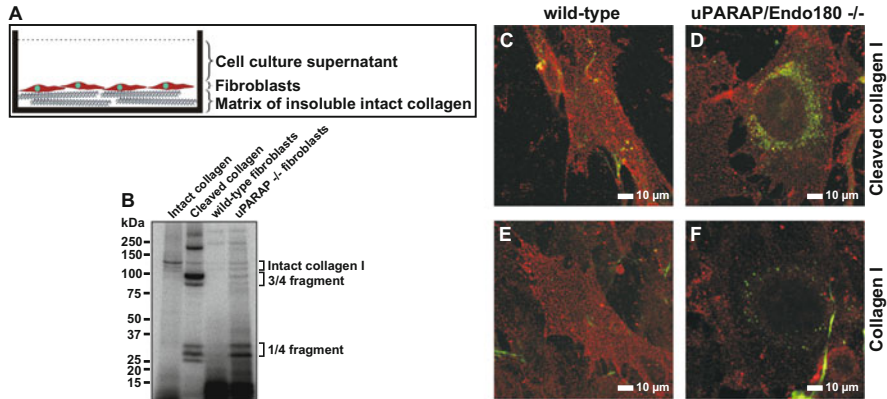 A
Cell culture supernatant
Fibroblasts
Matrix of insoluble intact collagen
B
Intact collagen
Cleaved collagen
wild-type fibroblasts
uPARAP -/- fibroblasts
kDa
250
150
100
75
50
37
25
20
15
Intact collagen I
3/4 fragment
1/4 fragment
wild-type
uPARAP/Endo180 -/-
C
10 µm
D
10 µm
Cleaved collagen I
E
10 µm
F
10 µm
Collagen I